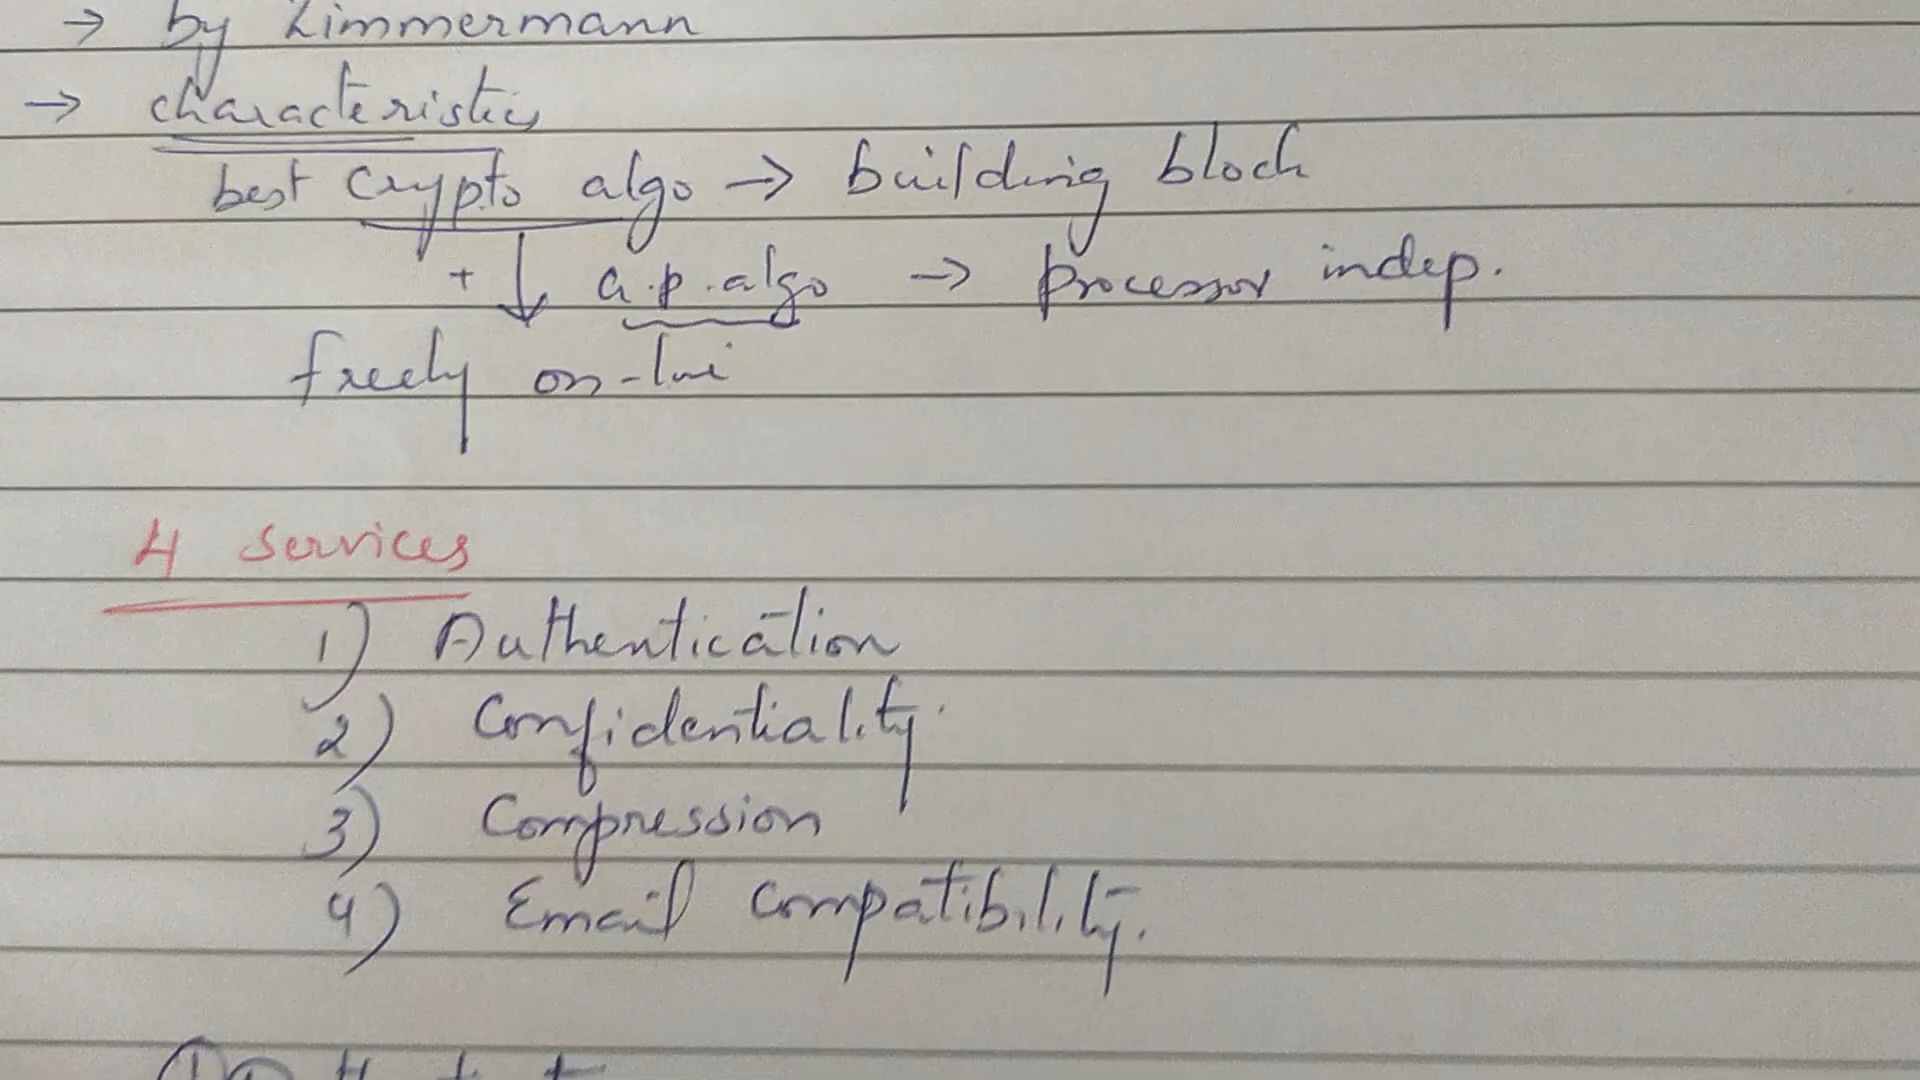 → by Zimmermann
→ characteristics
best crypto algo → building block
+ ↓ a.p. algo → processor indep.
freely on-line
4 services
1) Authentication
2) Confidentiality.
3) Compression
4) Email compatibility.